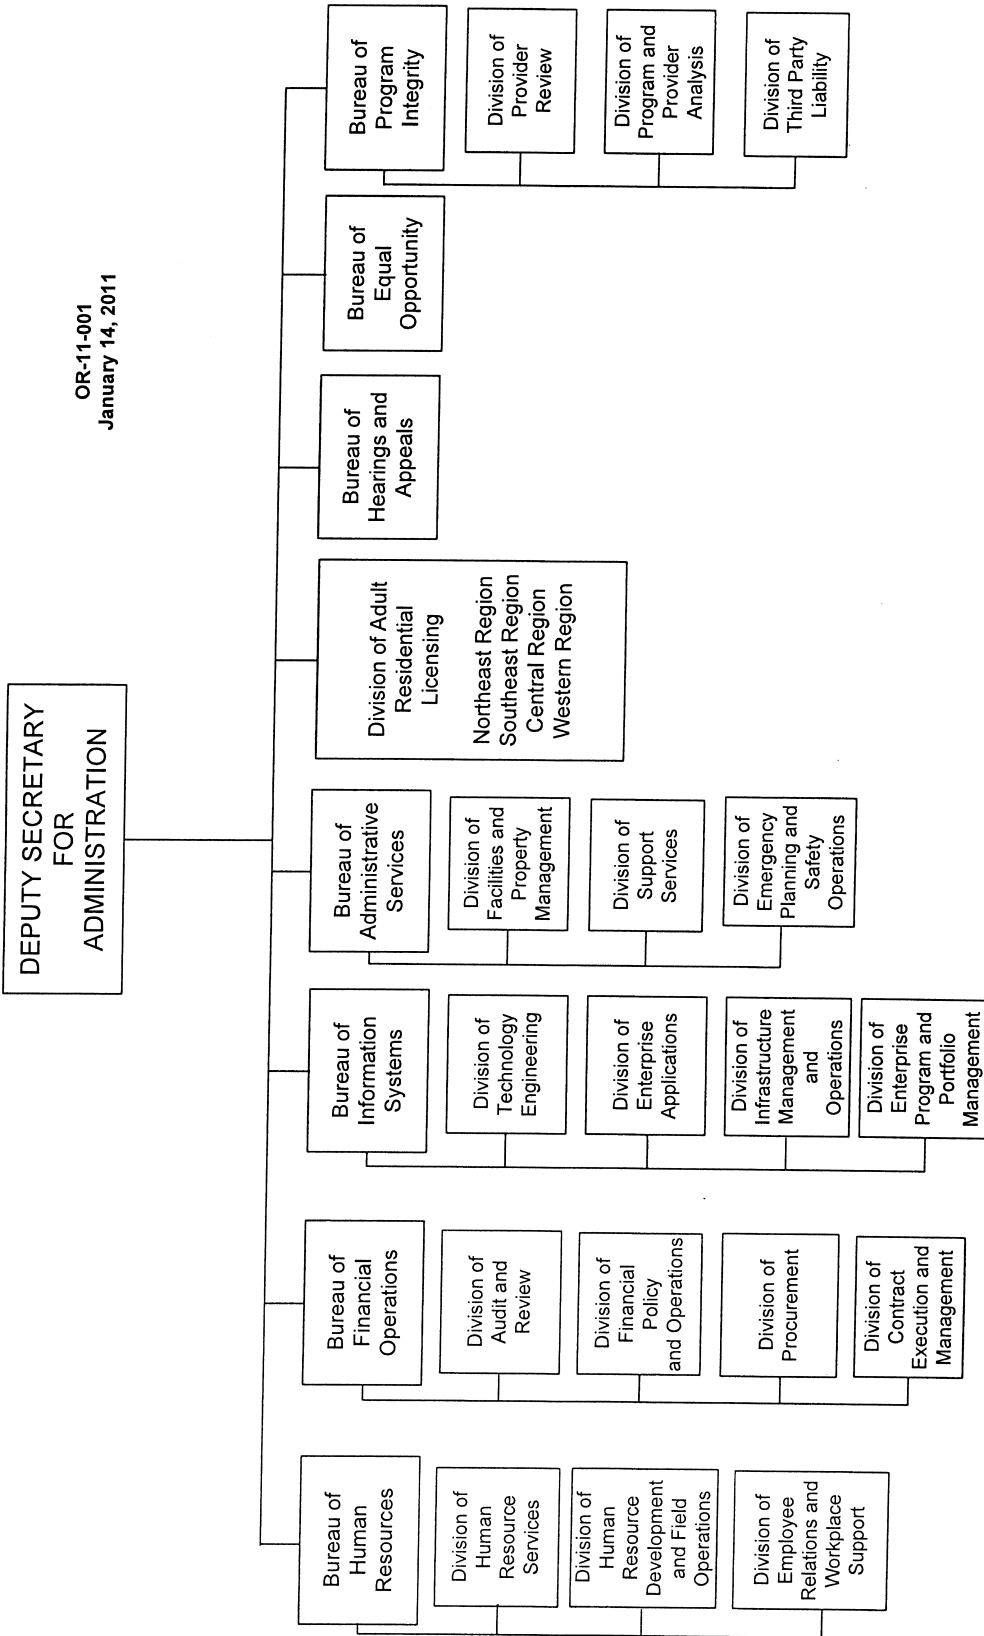 OR-11-001
January 14, 2011
DEPUTY SECRETARY
FOR
ADMINISTRATION
Bureau of
Human
Resources
Division of
Human
Resource
Services
Division of
Human
Resource
Development
and Field
Operations
Division of
Employee
Relations and
Workplace
Support
Bureau of
Financial
Operations
Division of
Audit and
Review
Division of
Financial
Policy
and Operations
Division of
Procurement
Division of
Contract
Execution and
Management
Bureau of
Information
Systems
Division of
Technology
Engineering
Division of
Enterprise
Applications
Division of
Infrastructure
Management
and
Operations
Division of
Enterprise
Program and
Portfolio
Management
Bureau of
Administrative
Services
Division of
Facilities and
Property
Management
Division of
Support
Services
Division of
Emergency
Planning and
Safety
Operations
Division of Adult
Residential
Licensing
Northeast Region
Southeast Region
Central Region
Western Region
Bureau of
Hearings and
Appeals
Bureau of
Equal
Opportunity
Bureau of
Program
Integrity
Division of
Provider
Review
Division of
Program and
Provider
Analysis
Division of
Third Party
Liability